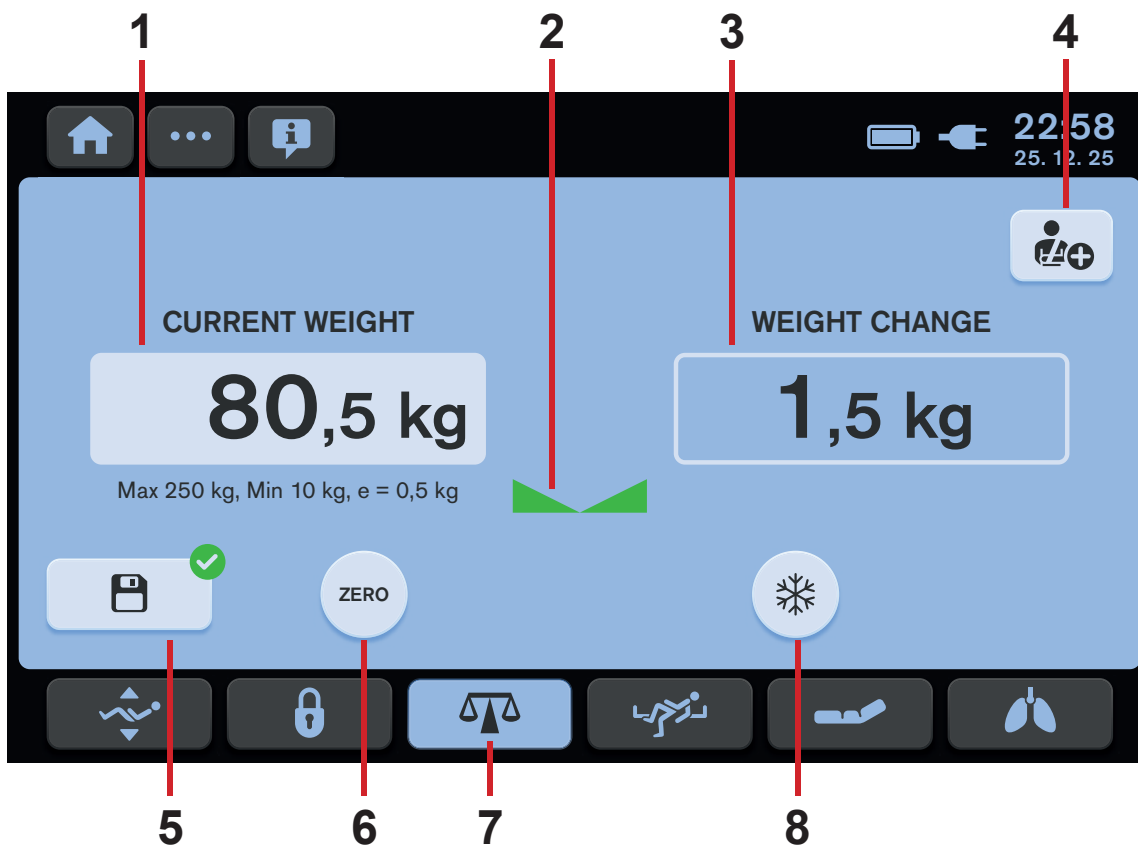 1 2 3 4
22:58
25. 12. 25
CURRENT WEIGHT WEIGHT CHANGE
80,5 kg 1,5 kg
Max 250 kg, Min 10 kg, e = 0,5 kg
ZERO
5 6 7 8